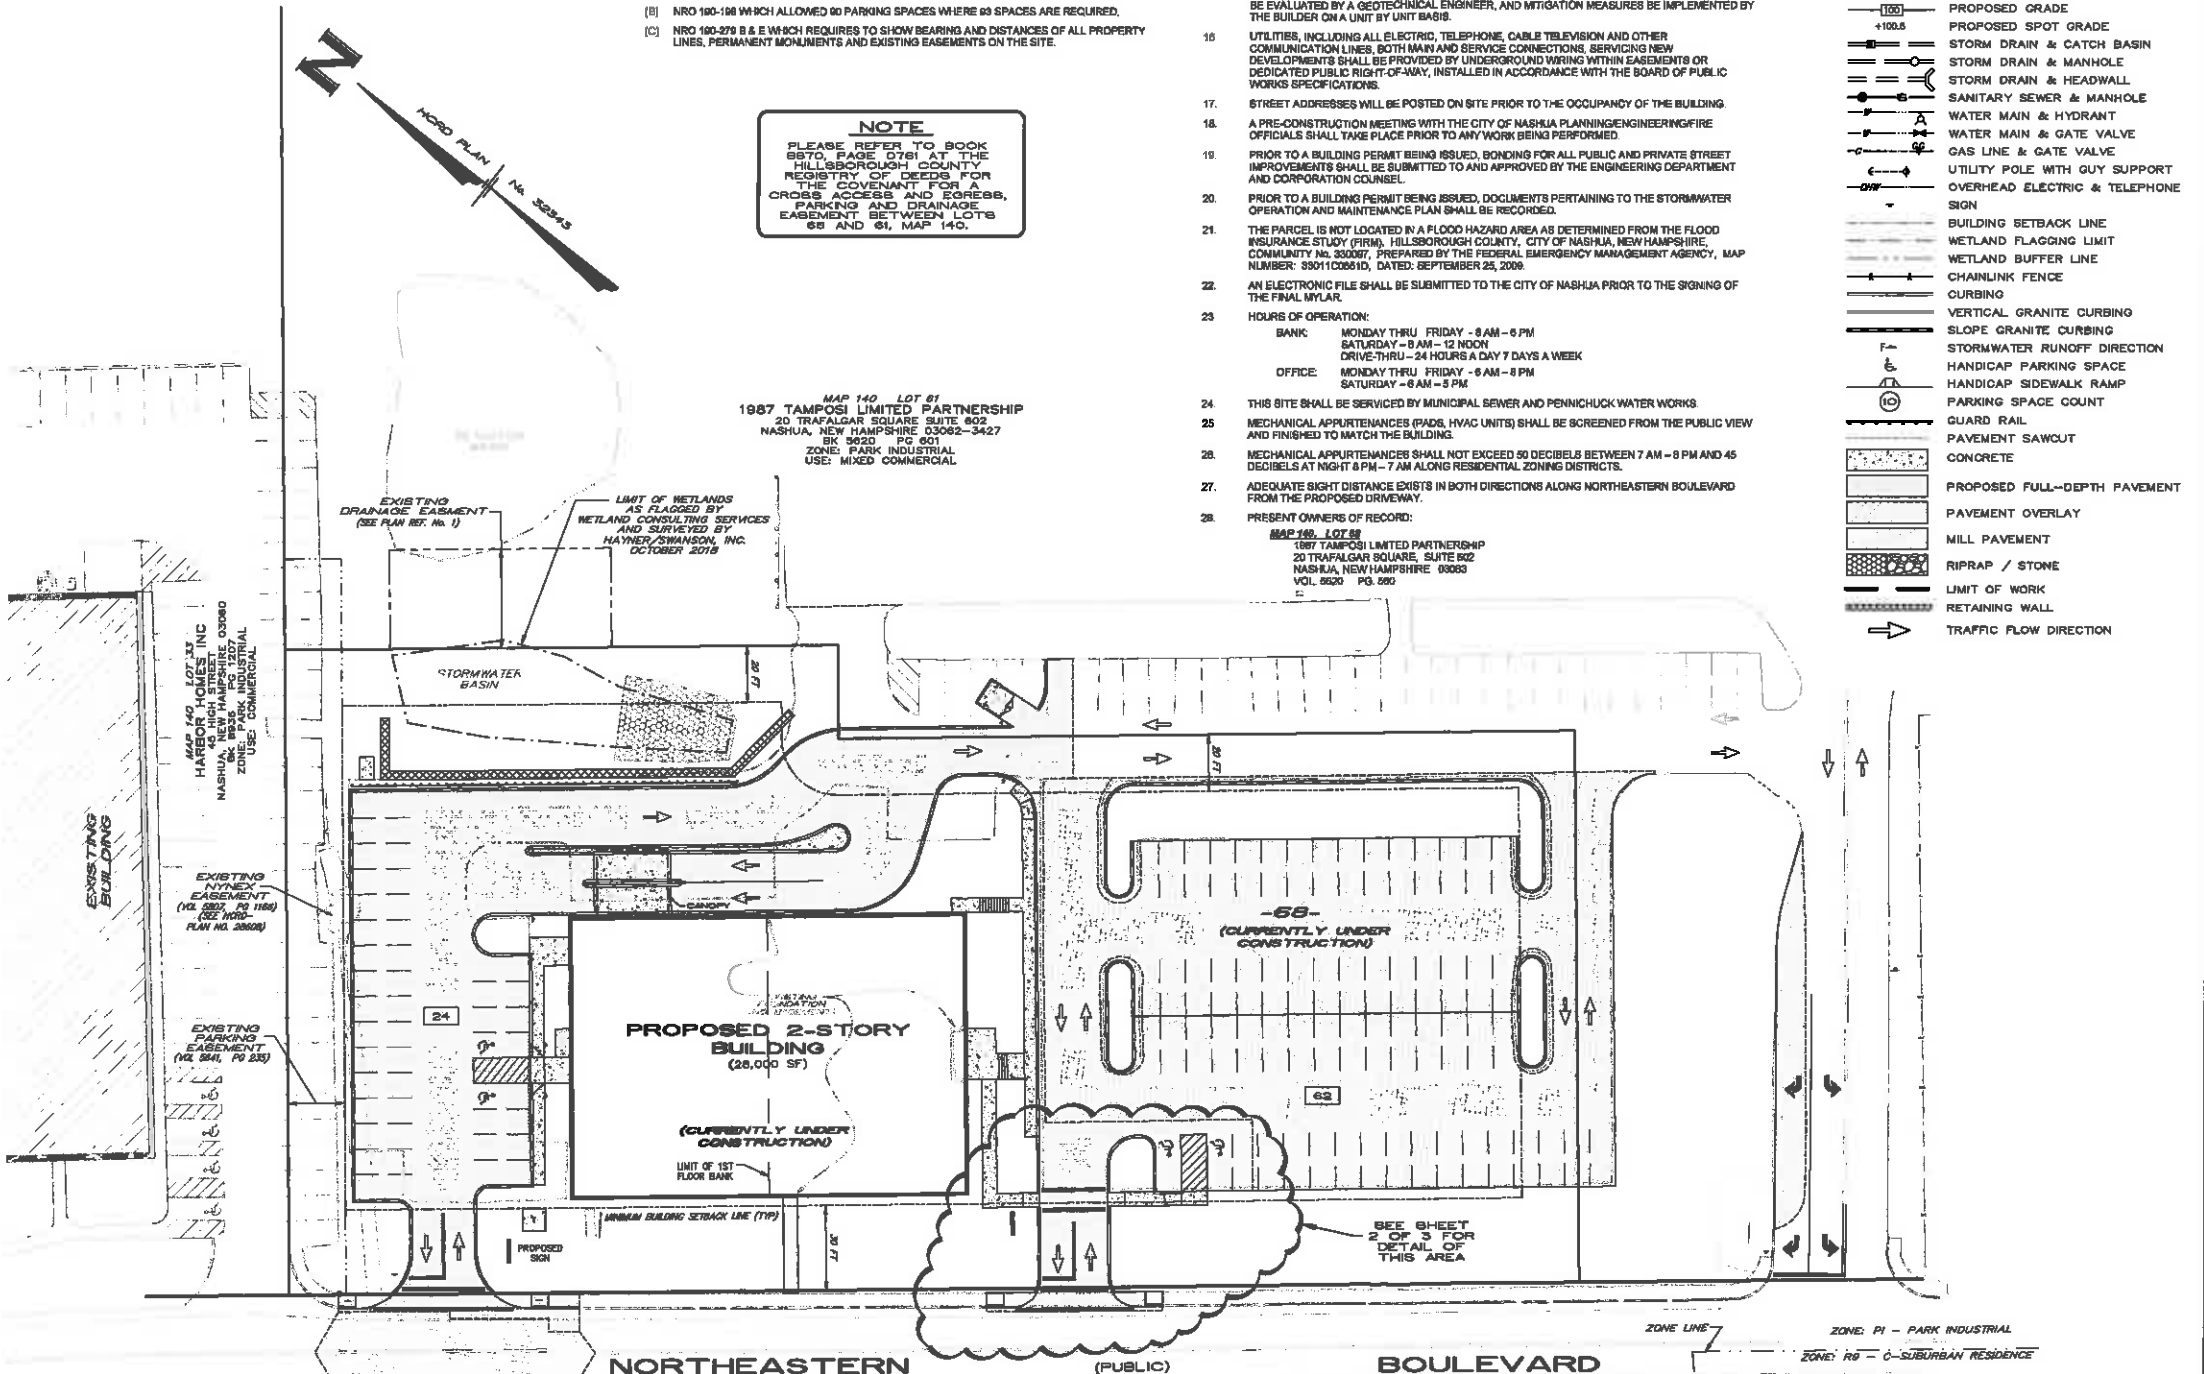 [B] NRO 190-198 WHICH ALLOWED 90 PARKING SPACES WHERE 93 SPACES ARE REQUIRED.
[C] NRO 190-279 B & E WHICH REQUIRES TO SHOW BEARING AND DISTANCES OF ALL PROPERTY
LINES, PERMANENT MONUMENTS AND EXISTING EASEMENTS ON THE SITE.
N
HCRD PLAN No. 32343
NOTE
PLEASE REFER TO BOOK
8870, PAGE 0761 AT THE
HILLSBOROUGH COUNTY
REGISTRY OF DEEDS FOR
THE COVENANT FOR A
CROSS ACCESS AND EGRESS,
PARKING AND DRAINAGE
EASEMENT BETWEEN LOTS
68 AND 61, MAP 140.
BE EVALUATED BY A GEOTECHNICAL ENGINEER, AND MITIGATION MEASURES BE IMPLEMENTED BY
THE BUILDER ON A UNIT BY UNIT BASIS.
16 UTILITIES, INCLUDING ALL ELECTRIC, TELEPHONE, CABLE TELEVISION AND OTHER
COMMUNICATION LINES, BOTH MAIN AND SERVICE CONNECTIONS, SERVICING NEW
DEVELOPMENTS SHALL BE PROVIDED BY UNDERGROUND WIRING WITHIN EASEMENTS OR
DEDICATED PUBLIC RIGHT-OF-WAY, INSTALLED IN ACCORDANCE WITH THE BOARD OF PUBLIC
WORKS SPECIFICATIONS.
17. STREET ADDRESSES WILL BE POSTED ON SITE PRIOR TO THE OCCUPANCY OF THE BUILDING.
18. A PRE-CONSTRUCTION MEETING WITH THE CITY OF NASHUA PLANNING/ENGINEERING/FIRE
OFFICIALS SHALL TAKE PLACE PRIOR TO ANY WORK BEING PERFORMED.
19. PRIOR TO A BUILDING PERMIT BEING ISSUED, BONDING FOR ALL PUBLIC AND PRIVATE STREET
IMPROVEMENTS SHALL BE SUBMITTED TO AND APPROVED BY THE ENGINEERING DEPARTMENT
AND CORPORATION COUNSEL.
20. PRIOR TO A BUILDING PERMIT BEING ISSUED, DOCUMENTS PERTAINING TO THE STORMWATER
OPERATION AND MAINTENANCE PLAN SHALL BE RECORDED.
21. THE PARCEL IS NOT LOCATED IN A FLOOD HAZARD AREA AS DETERMINED FROM THE FLOOD
INSURANCE STUDY (FIRM), HILLSBOROUGH COUNTY, CITY OF NASHUA, NEW HAMPSHIRE,
COMMUNITY No. 330097, PREPARED BY THE FEDERAL EMERGENCY MANAGEMENT AGENCY, MAP
NUMBER: 33011C0651D, DATED: SEPTEMBER 25, 2009.
22. AN ELECTRONIC FILE SHALL BE SUBMITTED TO THE CITY OF NASHUA PRIOR TO THE SIGNING OF
THE FINAL MYLAR.
23 HOURS OF OPERATION:
BANK: MONDAY THRU FRIDAY - 8 AM – 6 PM
SATURDAY – 8 AM – 12 NOON
DRIVE-THRU – 24 HOURS A DAY 7 DAYS A WEEK
OFFICE: MONDAY THRU FRIDAY - 6 AM – 8 PM
SATURDAY – 6 AM – 5 PM
24. THIS SITE SHALL BE SERVICED BY MUNICIPAL SEWER AND PENNICHUCK WATER WORKS.
25 MECHANICAL APPURTENANCES (PADS, HVAC UNITS) SHALL BE SCREENED FROM THE PUBLIC VIEW
AND FINISHED TO MATCH THE BUILDING.
26. MECHANICAL APPURTENANCES SHALL NOT EXCEED 50 DECIBELS BETWEEN 7 AM – 8 PM AND 45
DECIBELS AT NIGHT 8 PM – 7 AM ALONG RESIDENTIAL ZONING DISTRICTS.
27. ADEQUATE SIGHT DISTANCE EXISTS IN BOTH DIRECTIONS ALONG NORTHEASTERN BOULEVARD
FROM THE PROPOSED DRIVEWAY.
28. PRESENT OWNERS OF RECORD:
MAP 140, LOT 68
1987 TAMPOSI LIMITED PARTNERSHIP
20 TRAFALGAR SQUARE, SUITE 602
NASHUA, NEW HAMPSHIRE 03063
VOL. 5620 PG. 580
100 PROPOSED GRADE
+100.5 PROPOSED SPOT GRADE
STORM DRAIN & CATCH BASIN
STORM DRAIN & MANHOLE
STORM DRAIN & HEADWALL
S SANITARY SEWER & MANHOLE
W WATER MAIN & HYDRANT
W WATER MAIN & GATE VALVE
G GAS LINE & GATE VALVE
UTILITY POLE WITH GUY SUPPORT
OHW OVERHEAD ELECTRIC & TELEPHONE
SIGN
BUILDING SETBACK LINE
WETLAND FLAGGING LIMIT
WETLAND BUFFER LINE
CHAINLINK FENCE
CURBING
VERTICAL GRANITE CURBING
SLOPE GRANITE CURBING
STORMWATER RUNOFF DIRECTION
HANDICAP PARKING SPACE
HANDICAP SIDEWALK RAMP
10 PARKING SPACE COUNT
GUARD RAIL
PAVEMENT SAWCUT
CONCRETE
PROPOSED FULL-DEPTH PAVEMENT
PAVEMENT OVERLAY
MILL PAVEMENT
RIPRAP / STONE
LIMIT OF WORK
RETAINING WALL
TRAFFIC FLOW DIRECTION
MAP 140 LOT 61
1987 TAMPOSI LIMITED PARTNERSHIP
20 TRAFALGAR SQUARE SUITE 602
NASHUA, NEW HAMPSHIRE 03062-3427
BK 5620 PG 601
ZONE: PARK INDUSTRIAL
USE: MIXED COMMERCIAL
EXISTING
DRAINAGE EASMENT
(SEE PLAN REF. No. 1)
LIMIT OF WETLANDS
AS FLAGGED BY
WETLAND CONSULTING SERVICES
AND SURVEYED BY
HAYNER/SWANSON, INC.
OCTOBER 2018
MAP 140 LOT 33
HARBOR HOMES INC
45 HIGH STREET
NASHUA, NEW HAMPSHIRE 03060
BK 8936 PG 1207
ZONE: PARK INDUSTRIAL
USE: COMMERCIAL
STORMWATER
BASIN
20 FT
20 FT
EXISTING
BUILDING
EXISTING
NYNEX
EASEMENT
(VOL 5807, PG 1186)
(SEE HCRD-
PLAN NO. 28608)
CANOPY
-68-
(CURRENTLY UNDER
CONSTRUCTION)
24
EXISTING
FOUNDATION
PROPOSED 2-STORY
BUILDING
(28,000 SF)
EXISTING
PARKING
EASEMENT
(VOL 5641, PG 235)
62
(CURRENTLY UNDER
CONSTRUCTION)
LIMIT OF 1ST
FLOOR BANK
MINIMUM BUILDING SETBACK LINE (TYP)
30 FT
PROPOSED
SIGN
SEE SHEET
2 OF 3 FOR
DETAIL OF
THIS AREA
ZONE LINE
ZONE: PI - PARK INDUSTRIAL
ZONE: R9 - C-SUBURBAN RESIDENCE
NORTHEASTERN (PUBLIC) BOULEVARD